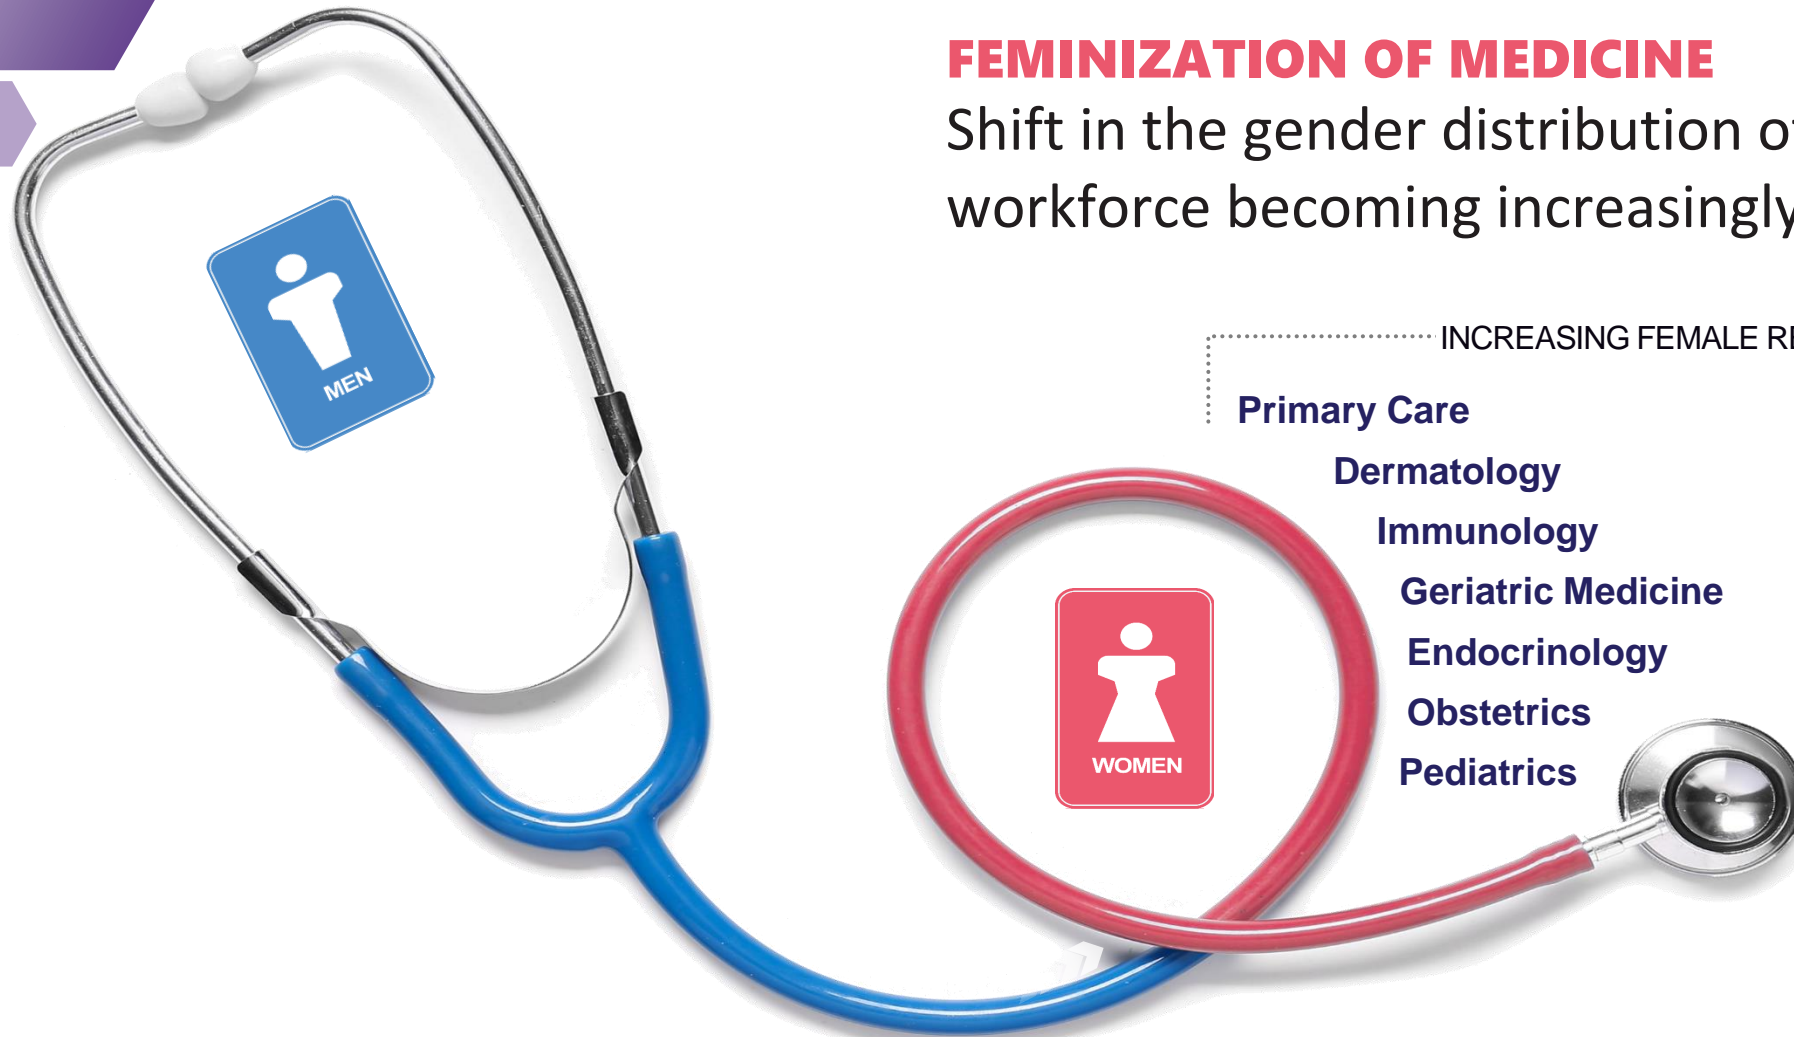 FEMINIZATION OF MEDICINE
Shift in the gender distribution
workforce becoming increasingly
INCREASING FEMALE
Primary Care
Dermatology
Immunology
Geriatric Medicine
Endocrinology
Obstetrics
Pediatrics
MEN
WOMEN